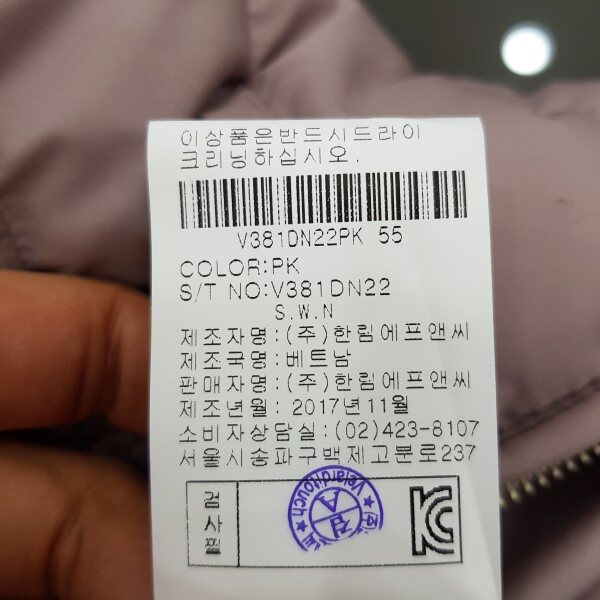 이상품은반드시드라이
크리닝하십시오.
V381DN22PK 55
COLOR:PK
S/T NO:V381DN22
S.W.N
제조자명:(주)한림에프앤씨
제조국명:베트남
판매자명:(주)한림에프앤씨
제조년월: 2017년11월
소비자상담실:(02)423-8107
서울시송파구백제고분로237
검사필